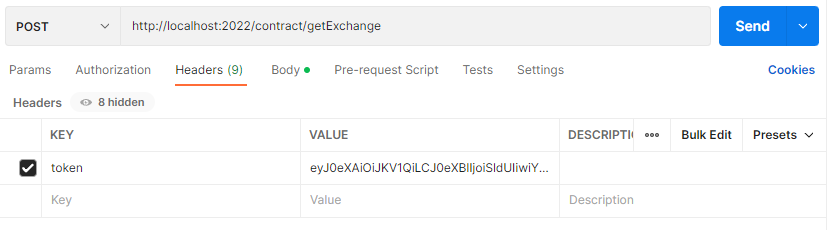 POST http://localhost:2022/contract/getExchange Send
Params Authorization Headers (9) Body Pre-request Script Tests Settings Cookies
Headers 8 hidden
KEY VALUE DESCRIPTIO ••• Bulk Edit Presets
token eyJ0eXAiOiJKV1QiLCJ0eXBlIjoiSldUIiwiY...
Key Value Description